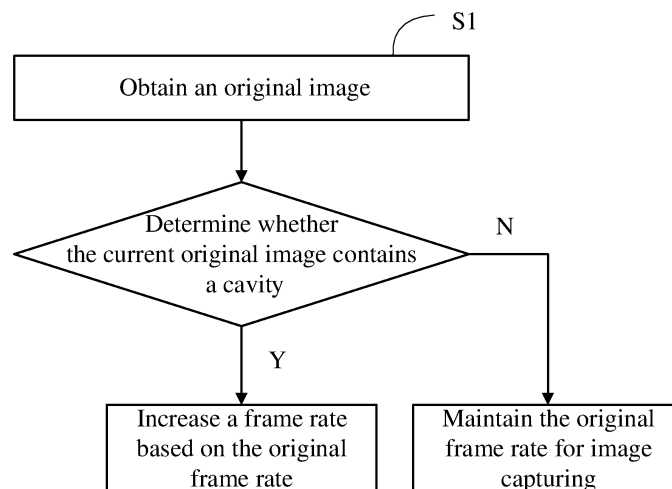 S1
Obtain an original image
Determine whether
the current original image contains
a cavity
N
Y
Increase a frame rate
based on the original
frame rate
Maintain the original
frame rate for image
capturing